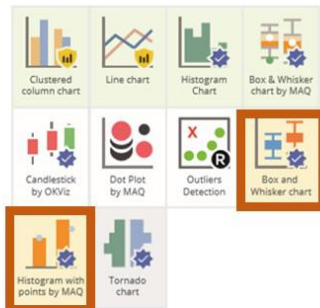 Clustered
column chart
Line chart
Histogram
Chart
Box & Whisker
chart by MAQ
Candlestick
by OKViz
Dot Plot
by MAQ
X
R
Outliers
Detection
Box and
Whisker chart
Histogram with
points by MAQ
Tornado
chart